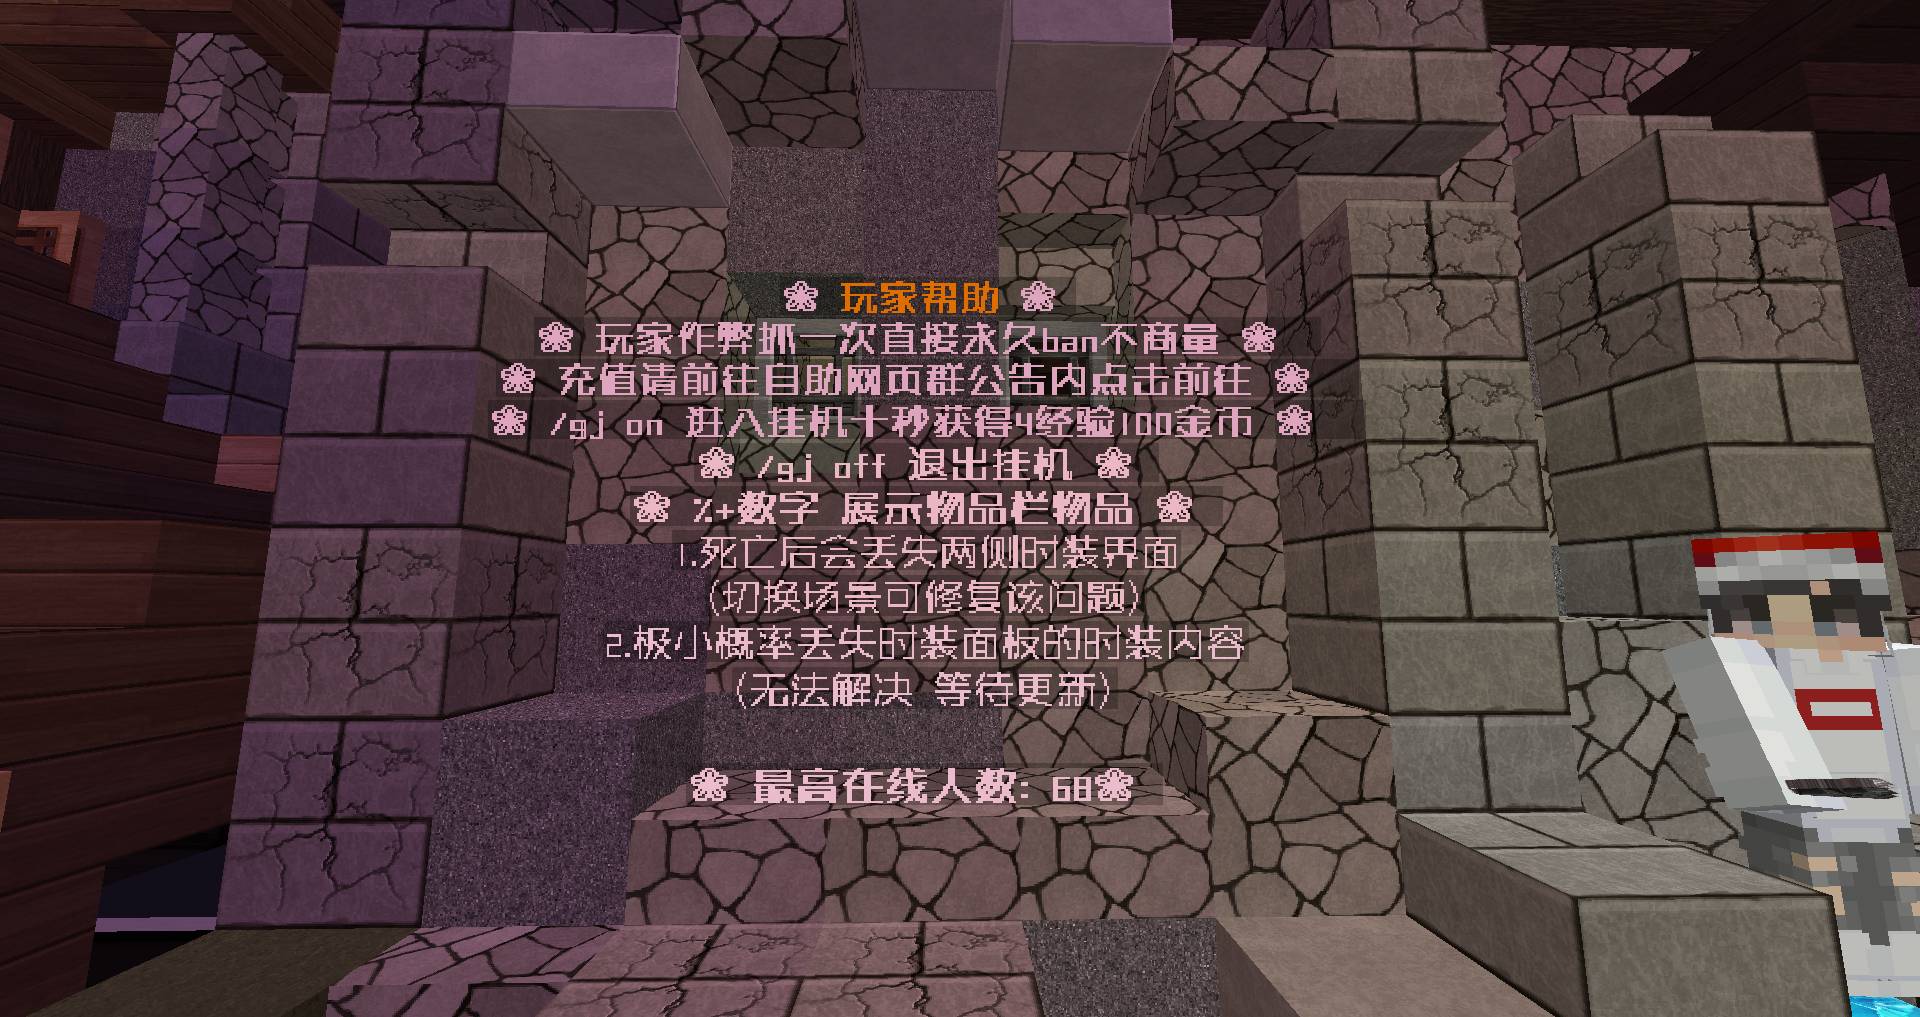 ❀ 玩家帮助 ❀
❀ 玩家作弊抓一次直接永久ban不商量 ❀
❀ 充值请前往自助网页群公告内点击前往 ❀
❀ /gj on 进入挂机十秒获得4经验100金币 ❀
❀ /gj off 退出挂机 ❀
❀ %+数字 展示物品栏物品 ❀
1.死亡后会丢失两侧时装界面
(切换场景可修复该问题)
2.极小概率丢失时装面板的时装内容
(无法解决 等待更新)
❀ 最高在线人数: 68❀